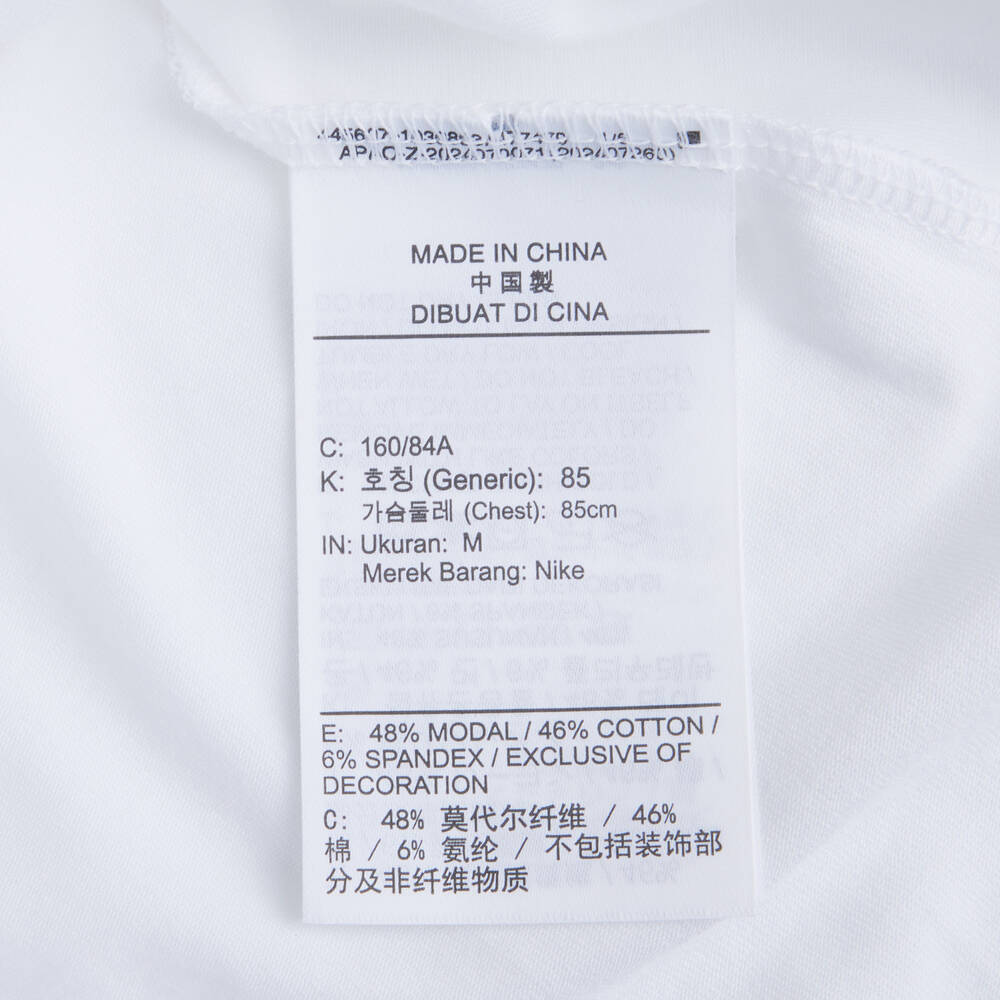 MADE IN CHINA
中国製
DIBUAT DI CINA
C: 160/84A
K: 호칭 (Generic): 85
가슴둘레 (Chest): 85cm
IN: Ukuran: M
Merek Barang: Nike
E: 48% MODAL / 46% COTTON /
6% SPANDEX / EXCLUSIVE OF
DECORATION
C: 48% 莫代尔纤维 / 46%
棉 / 6% 氨纶 / 不包括装饰部
分及非纤维物质